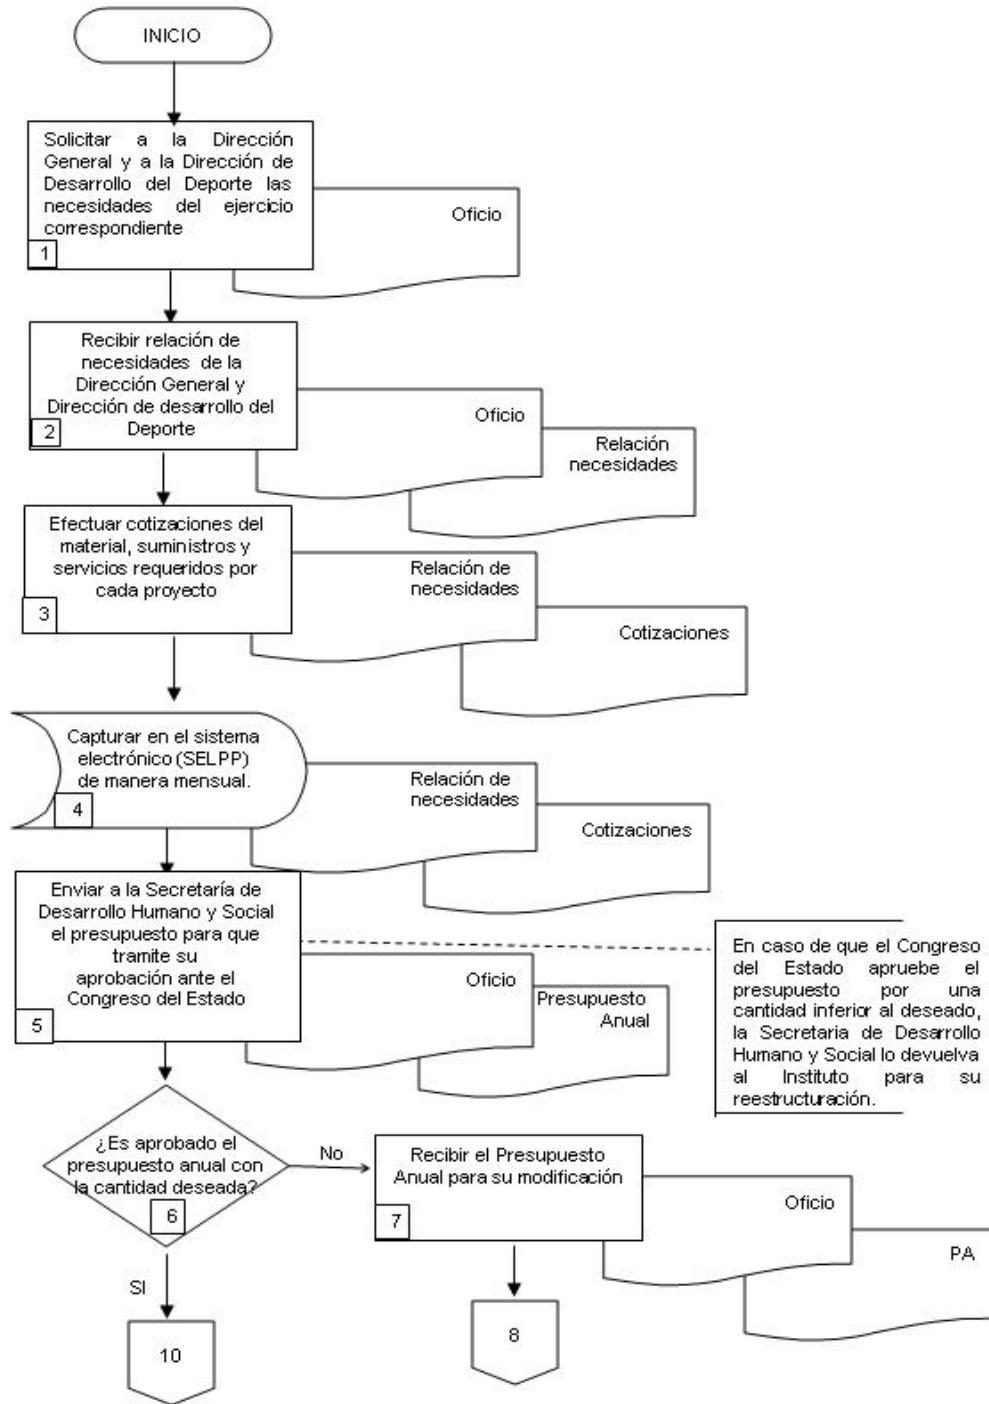 INICIO
Solicitar a la Dirección
General y a la Dirección de
Desarrollo del Deporte las
necesidades del ejercicio
correspondiente
1
Oficio
Recibir relación de
necesidades de la
Dirección General y
Dirección de desarrollo del
Deporte
2
Oficio
Relación
necesidades
Efectuar cotizaciones del
material, suministros y
servicios requeridos por
cada proyecto
3
Relación de
necesidades
Cotizaciones
Capturar en el sistema
electrónico (SELPP)
de manera mensual.
4
Relación de
necesidades
Cotizaciones
Enviar a la Secretaría de
Desarrollo Humano y Social
el presupuesto para que
tramite su
aprobación ante el
Congreso del Estado
5
Oficio
Presupuesto
Anual
En caso de que el Congreso
del Estado apruebe el
presupuesto por una
cantidad inferior al deseado,
la Secretaria de Desarrollo
Humano y Social lo devuelva
al Instituto para su
reestructuración.
¿Es aprobado el
presupuesto anual con
la cantidad deseada?
6
No
Recibir el Presupuesto
Anual para su modificación
7
Oficio
PA
SI
10
8